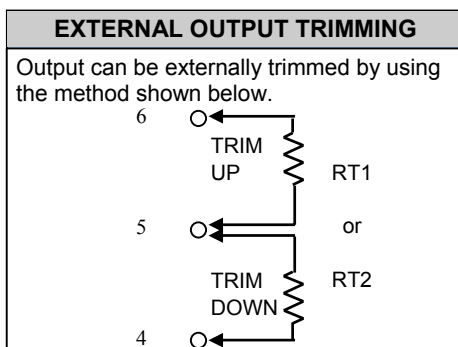 EXTERNAL OUTPUT TRIMMING
Output can be externally trimmed by using
the method shown below.
6
TRIM
UP
RT1
5
or
TRIM
DOWN
RT2
4